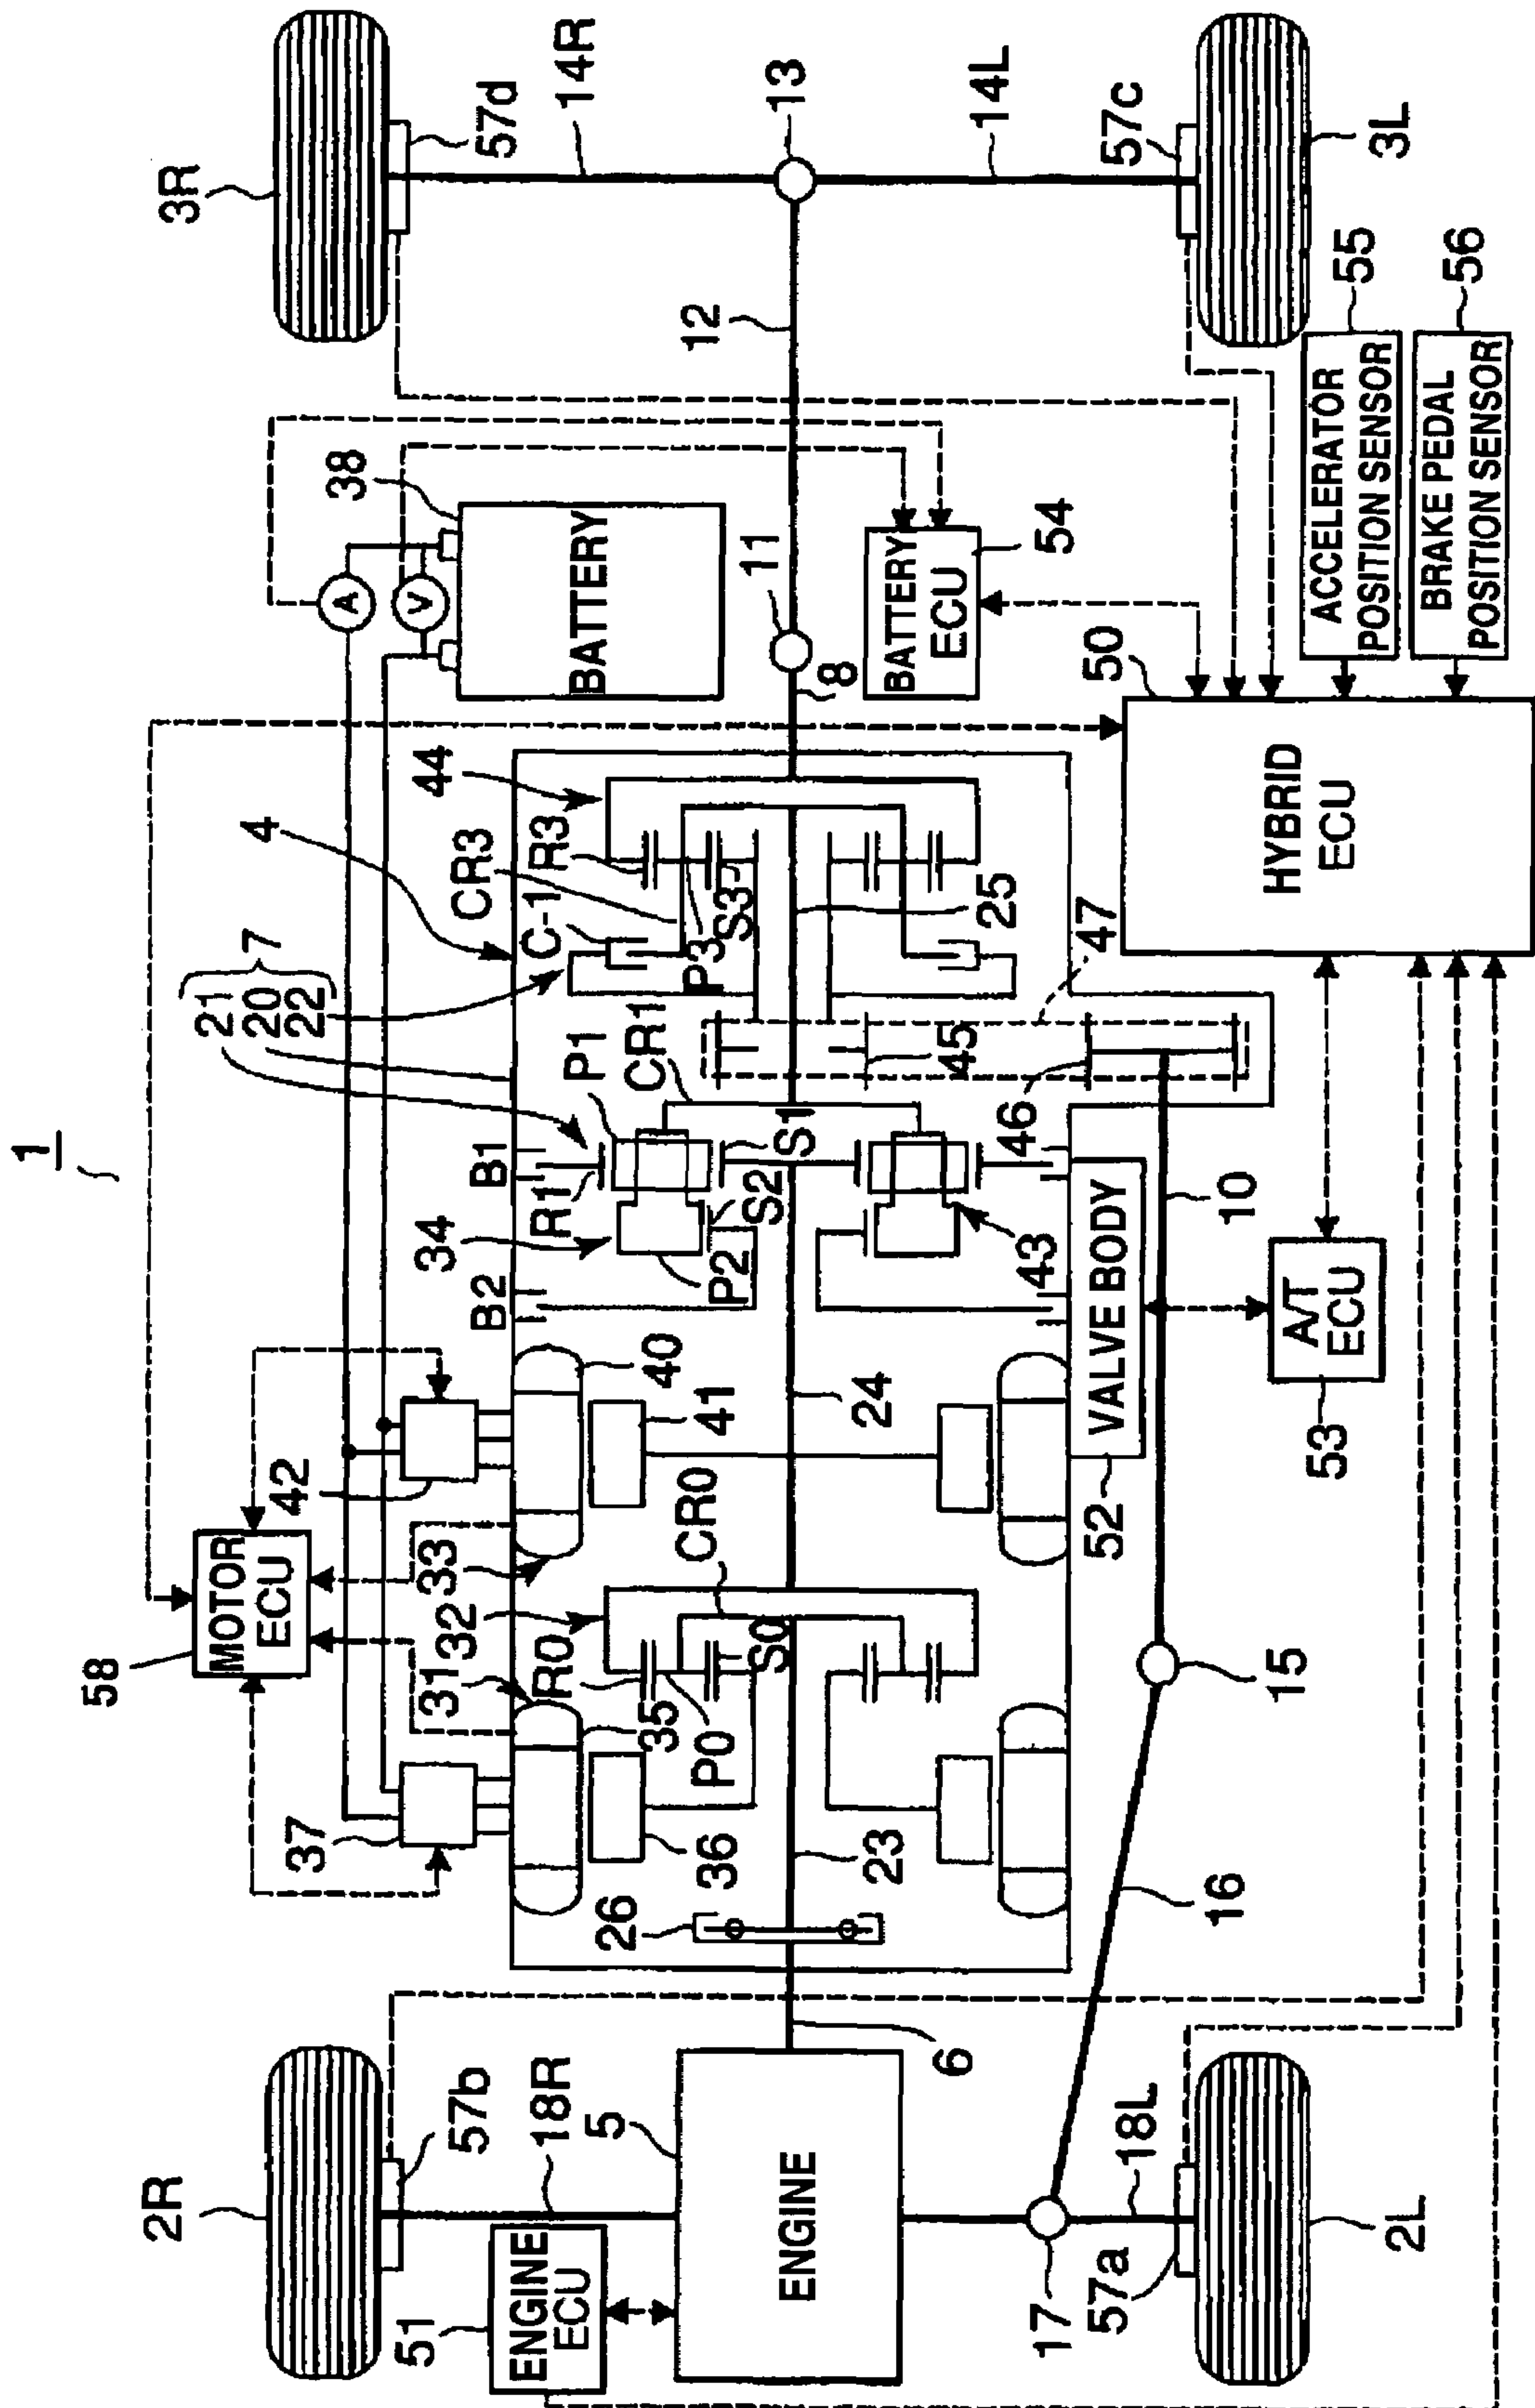 1
3R
57d
14R
13
14L
57c
3L
12
38
A
V
BATTERY
11
8
BATTERY
ECU
54
55
ACCELERATOR
POSITION SENSOR
56
BRAKE PEDAL
POSITION SENSOR
50
HYBRID
ECU
4
44
CR3
R3
C-1
P3
S3
25
47
7
21
20
22
P1
CR1
45
46
B1
R1
S1
S2
34
P2
43
B2
10
VALVE BODY
52
A/T
ECU
53
40
41
24
42
33
CR0
58
MOTOR
ECU
32
31
R0
S0
35
P0
37
36
23
26
15
16
6
2R
57b
18R
5
ENGINE
51
ENGINE
ECU
17
57a
18L
2L